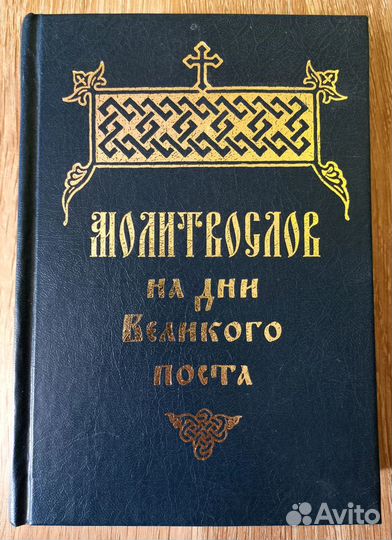 Молитвослов
на дни
Великого
поста
Avito